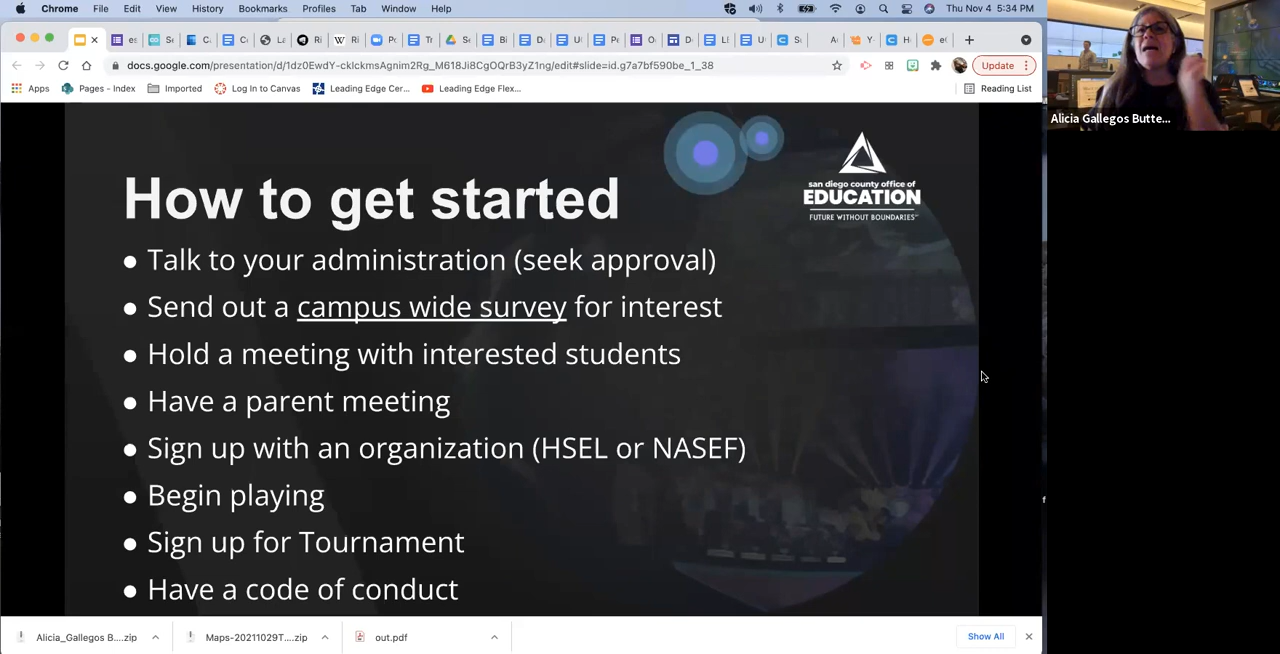 Chrome File Edit View History Bookmarks Profiles Tab Window Help Thu Nov 4 5:34 PM
docs.google.com/presentation/d/1dz0EwdY-cklckmsAgnimzRg_M618Ji8CgOQrB3yZ1ng/edit#slide=id.g7a7bf590be_1_38 Update
Apps Pages - Index Imported Log In to Canvas Leading Edge Cer... Leading Edge Flex... Reading List
Alicia Gallegos Butte...
san diego county office of
EDUCATION
FUTURE WITHOUT BOUNDARIES
How to get started
• Talk to your administration (seek approval)
• Send out a campus wide survey for interest
• Hold a meeting with interested students
• Have a parent meeting
• Sign up with an organization (HSEL or NASEF)
• Begin playing
• Sign up for Tournament
• Have a code of conduct
Alicia_Gallegos B....zip Maps-20211029T....zip out.pdf Show All